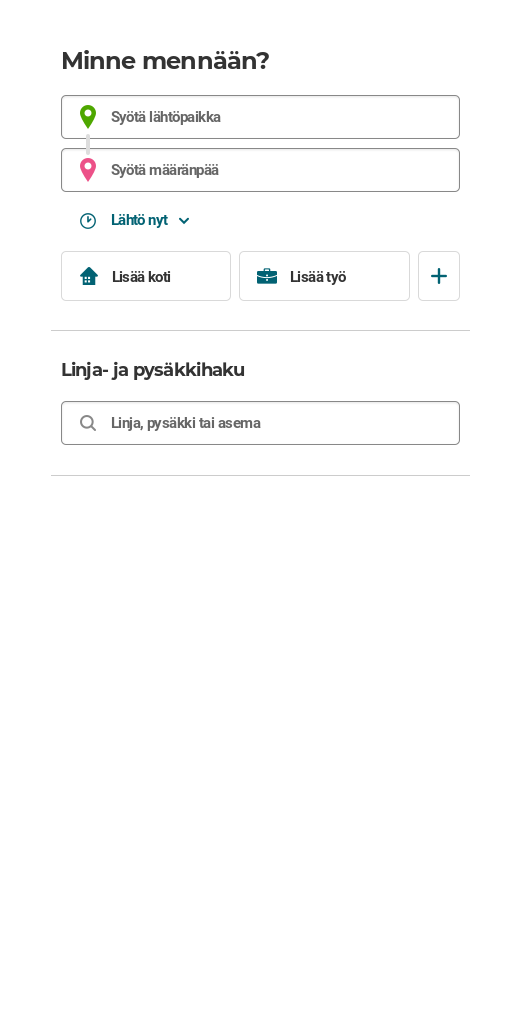 Minne mennään?
Syötä lähtöpaikka
Syötä määränpää
Lähtö nyt
Lisää koti
Lisää työ
Linja- ja pysäkkihaku
Linja, pysäkki tai asema